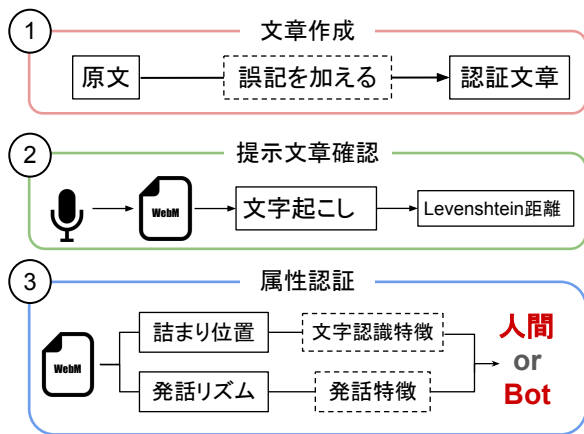 ① 文章作成
原文 誤記を加える 認証文章
② 提示文章確認
WebM 文字起こし Levenshtein距離
③ 属性認証
詰まり位置 文字認識特徴 人間
WebM or
発話リズム 発話特徴 Bot